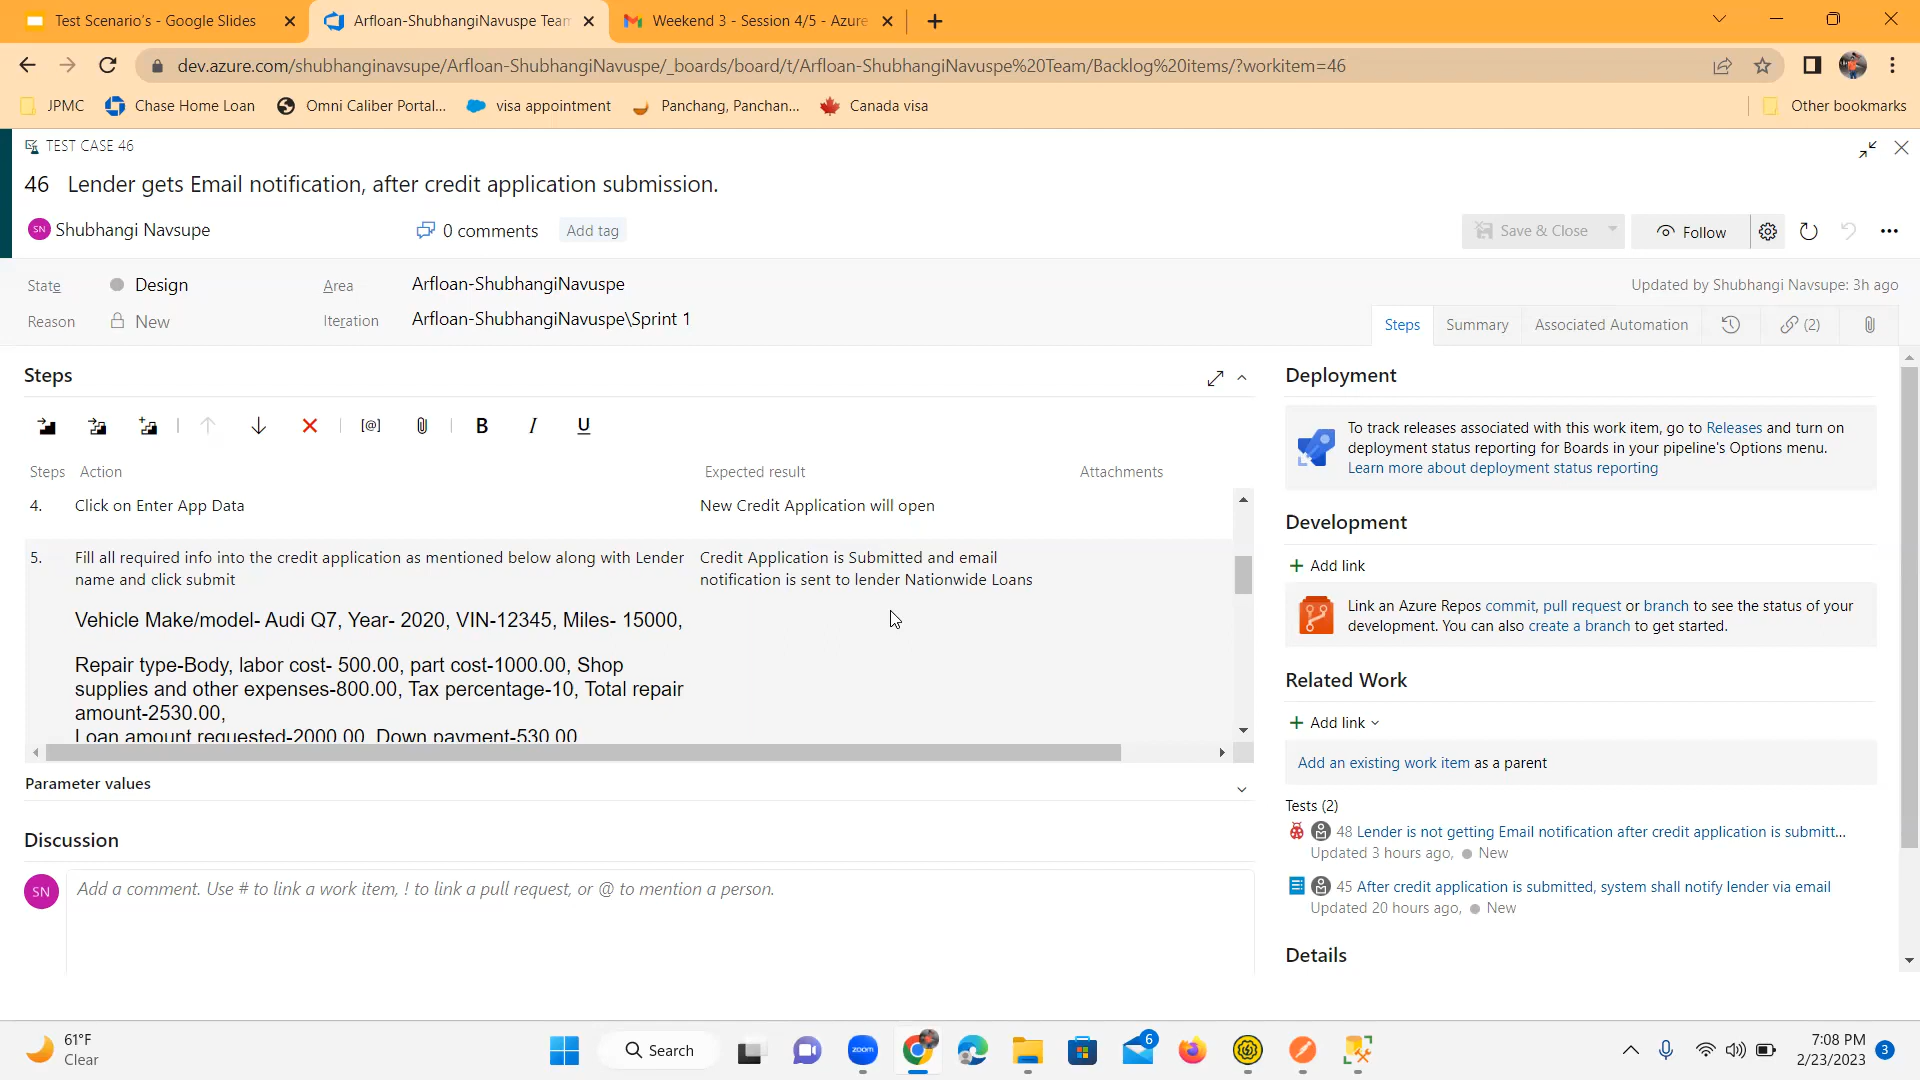 Test Scenario's - Google Slides
Arfloan-ShubhangiNavuspe Team
Weekend 3 - Session 4/5 - Azure
dev.azure.com/shubhanginavsupe/Arfloan-ShubhangiNavuspe/_boards/board/t/Arfloan-ShubhangiNavuspe%20Team/Backlog%20items/?workitem=46
JPMC
Chase Home Loan
Omni Caliber Portal...
visa appointment
Panchang, Panchan...
Canada visa
Other bookmarks
TEST CASE 46
46 Lender gets Email notification, after credit application submission.
SN Shubhangi Navsupe
0 comments
Add tag
Save & Close
Follow
State Design
Area Arfloan-ShubhangiNavuspe
Updated by Shubhangi Navsupe: 3h ago
Reason New
Iteration Arfloan-ShubhangiNavuspe\Sprint 1
Steps
Summary
Associated Automation
(2)
Steps
[@]
B
I
U
Steps Action Expected result Attachments
4. Click on Enter App Data
New Credit Application will open
5. Fill all required info into the credit application as mentioned below along with Lender
name and click submit
Vehicle Make/model- Audi Q7, Year- 2020, VIN-12345, Miles- 15000,
Repair type-Body, labor cost- 500.00, part cost-1000.00, Shop
supplies and other expenses-800.00, Tax percentage-10, Total repair
amount-2530.00,
Loan amount requested-2000.00, Down payment-530.00
Credit Application is Submitted and email
notification is sent to lender Nationwide Loans
Parameter values
Discussion
SN
Add a comment. Use # to link a work item, ! to link a pull request, or @ to mention a person.
Deployment
To track releases associated with this work item, go to Releases and turn on
deployment status reporting for Boards in your pipeline's Options menu.
Learn more about deployment status reporting
Development
+ Add link
Link an Azure Repos commit, pull request or branch to see the status of your
development. You can also create a branch to get started.
Related Work
+ Add link
Add an existing work item as a parent
Tests (2)
48 Lender is not getting Email notification after credit application is submitt...
Updated 3 hours ago, New
45 After credit application is submitted, system shall notify lender via email
Updated 20 hours ago, New
Details
61°F
Clear
Search
zoom
6
7:08 PM
2/23/2023
3